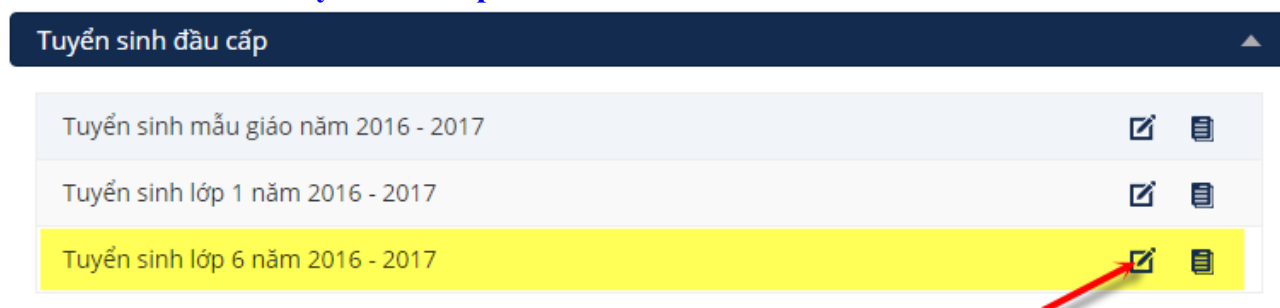 Tuyển sinh đầu cấp
Tuyển sinh mẫu giáo năm 2016 - 2017
Tuyển sinh lớp 1 năm 2016 - 2017
Tuyển sinh lớp 6 năm 2016 - 2017